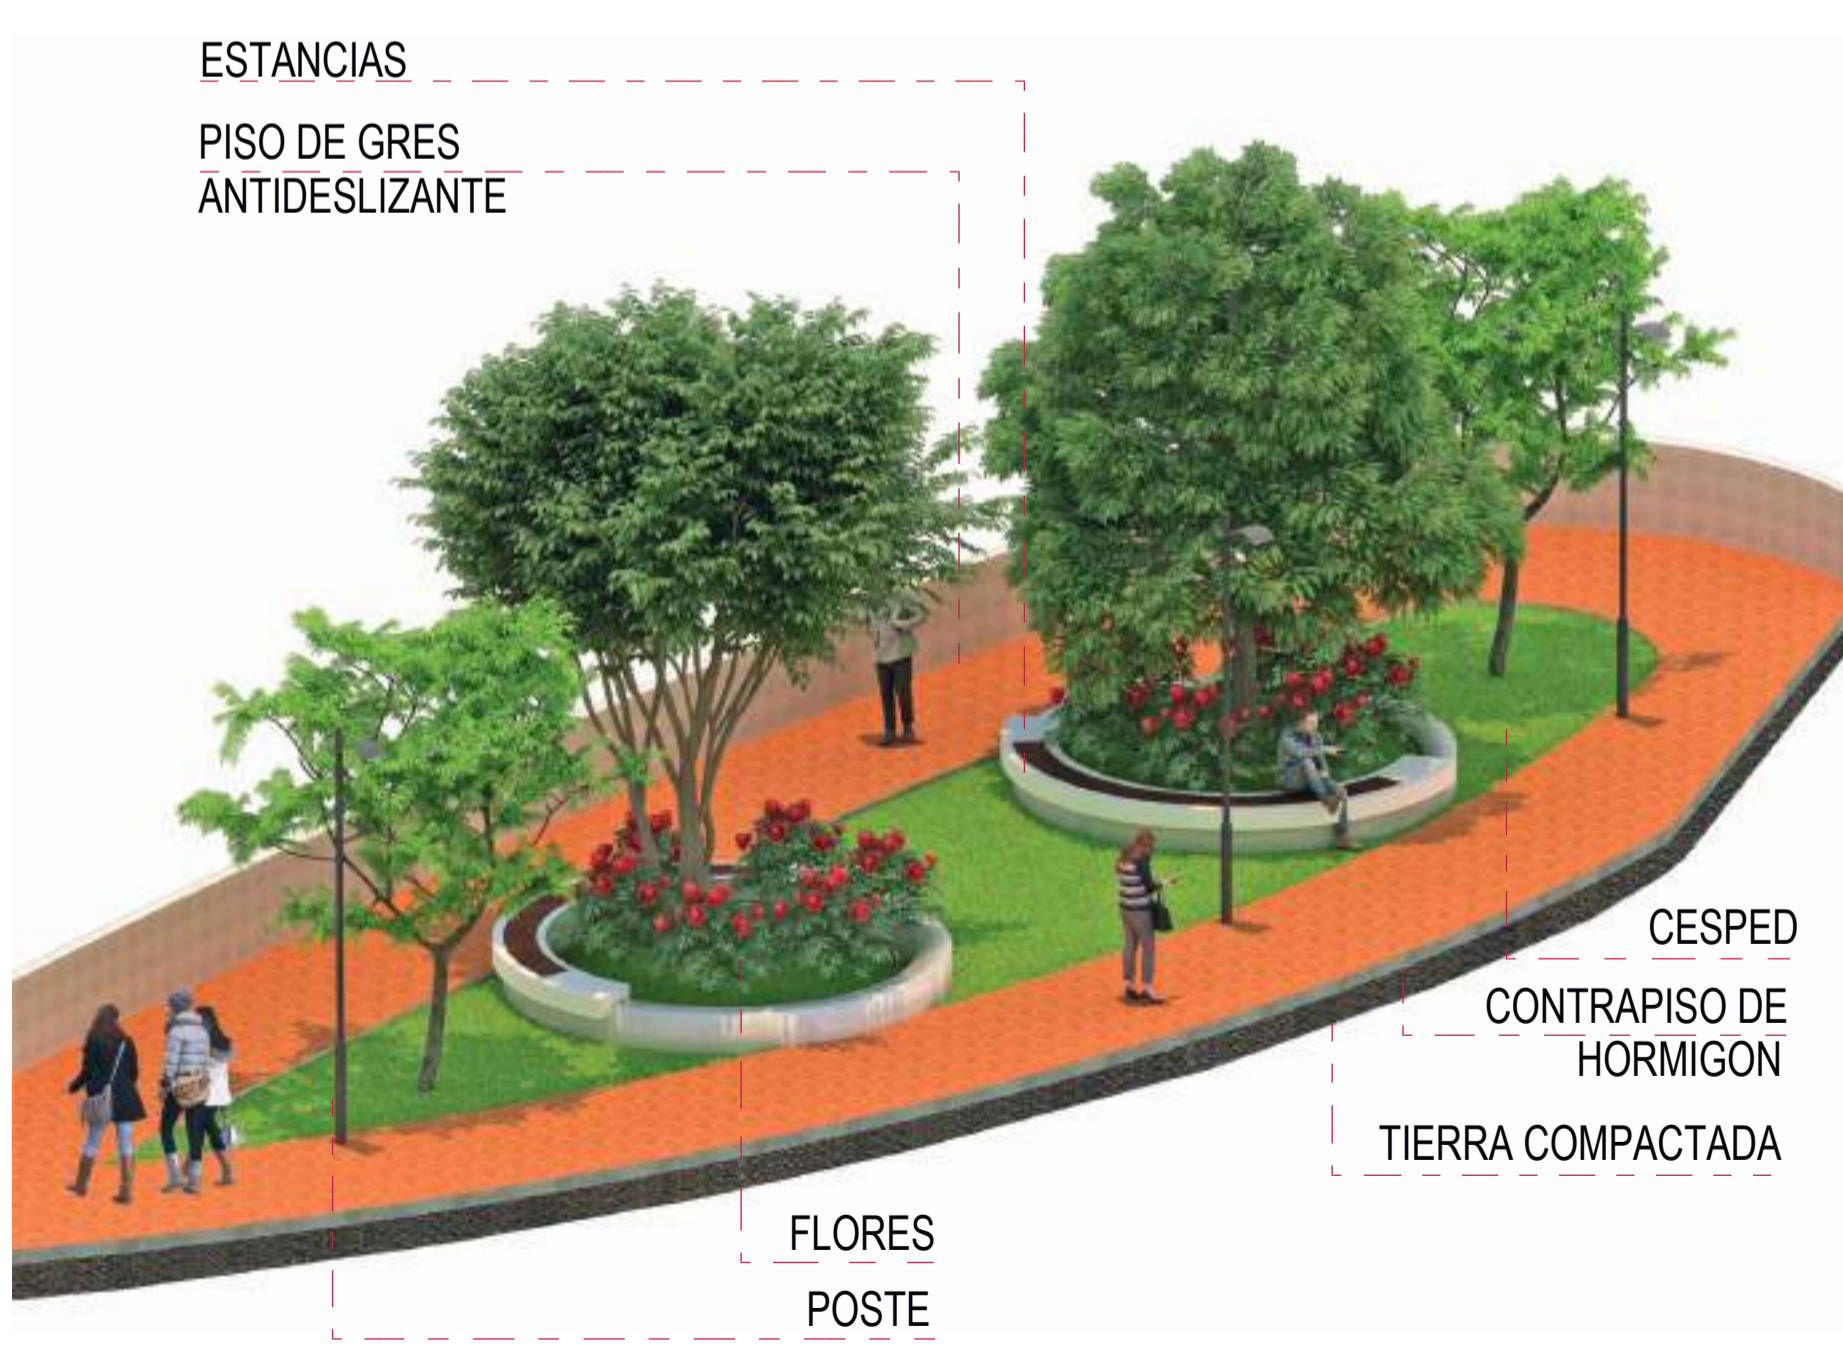 ESTANCIAS
PISO DE GRES
ANTIDESLIZANTE
CESPED
CONTRAPISO DE
HORMIGON
TIERRA COMPACTADA
FLORES
POSTE